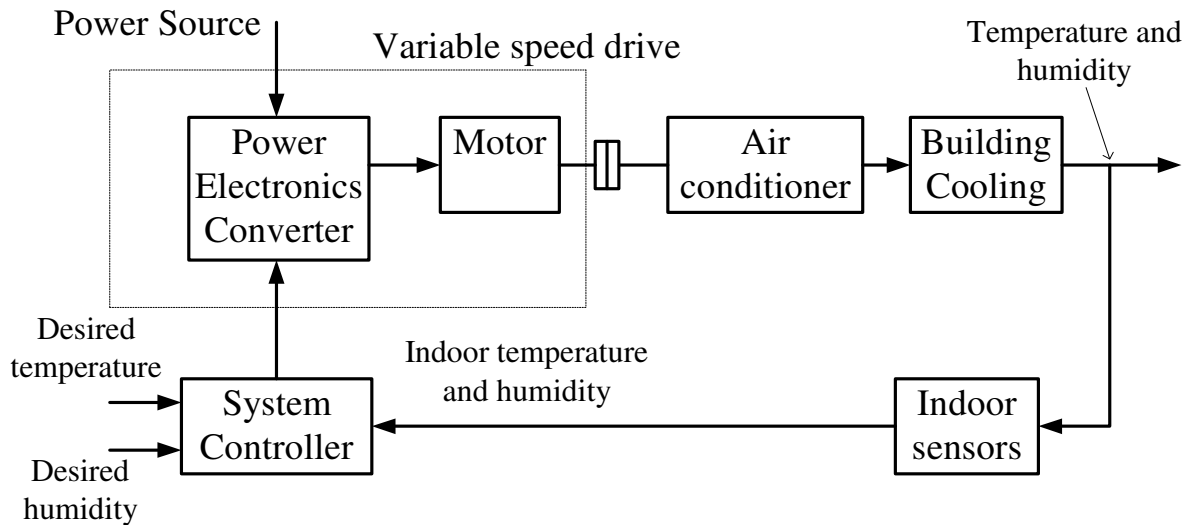 Power Source
Variable speed drive
Temperature and
humidity
Power
Electronics
Converter
Motor
Air
conditioner
Building
Cooling
Desired
temperature
Indoor temperature
and humidity
System
Controller
Indoor
sensors
Desired
humidity